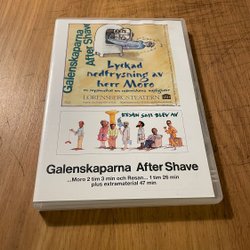 Galenskaparna
After Shave
Lyckad
nedfrysning av
herr Moro
LORENSBERGSTEATERN
RESAN SOM BLEV AV
Galenskaparna After Shave
...Moro 2 tim 3 min och Resan... 1 tim 26 min
plus extramaterial 47 min